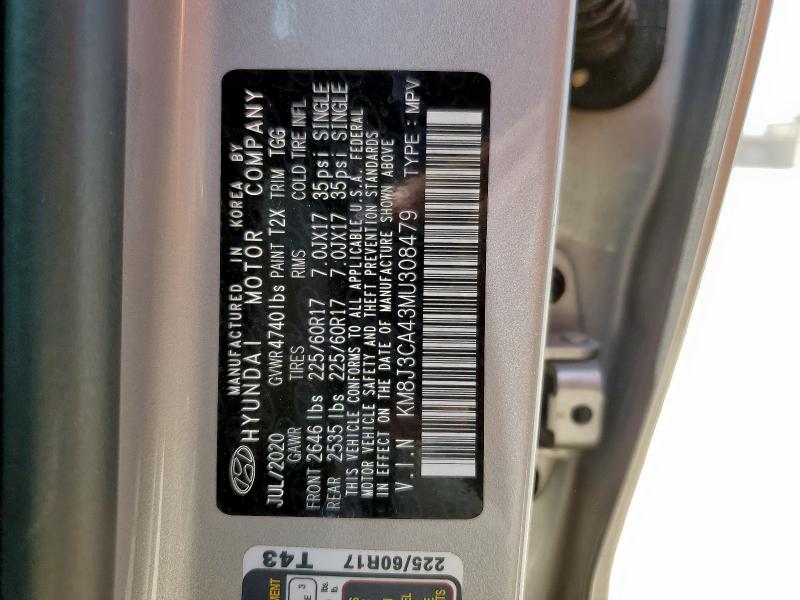 MANUFACTURED IN KOREA BY
HYUNDAI MOTOR COMPANY
JUL/2020 GVWR 4740 lbs PAINT T2X TRIM TGG
GAWR TIRES RIMS COLD TIRE INFL
FRONT 2646 lbs 225/60R17 7.0JX17 35psi SINGLE
REAR 2535 lbs 225/60R17 7.0JX17 35psi SINGLE
THIS VEHICLE CONFORMS TO ALL APPLICABLE U.S.A. FEDERAL
MOTOR VEHICLE SAFETY AND THEFT PREVENTION STANDARDS
IN EFFECT ON THE DATE OF MANUFACTURE SHOWN ABOVE
V.I.N KM8J3CA43MU308479 TYPE : MPV
225/60R17
T43